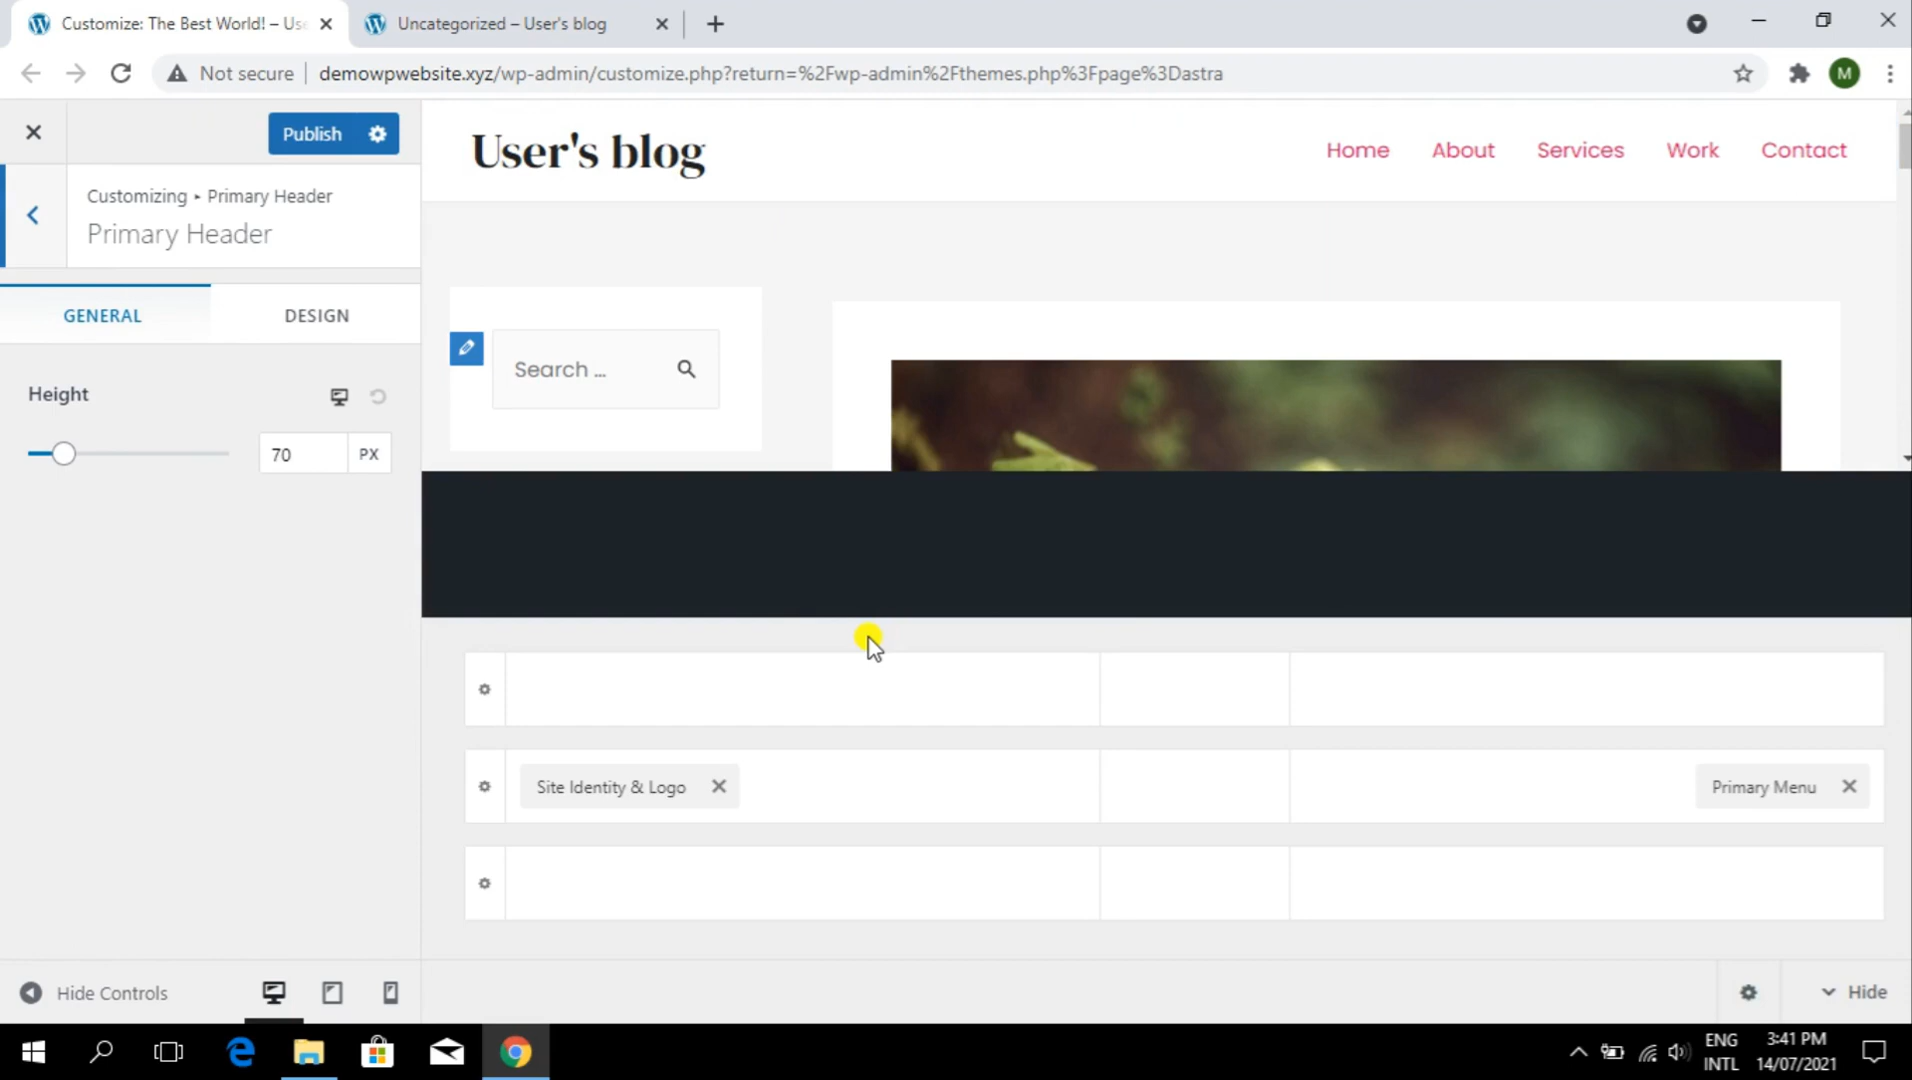 Customize: The Best World! – Use
Uncategorized – User's blog
Not secure
demowpwebsite.xyz/wp-admin/customize.php?return=%2Fwp-admin%2Fthemes.php%3Fpage%3Dastra
M
Publish
Customizing ▸ Primary Header
Primary Header
GENERAL
DESIGN
Height
70
PX
User's blog
Home
About
Services
Work
Contact
Search ...
Site Identity & Logo
Primary Menu
Hide Controls
Hide
ENG
INTL
3:41 PM
14/07/2021